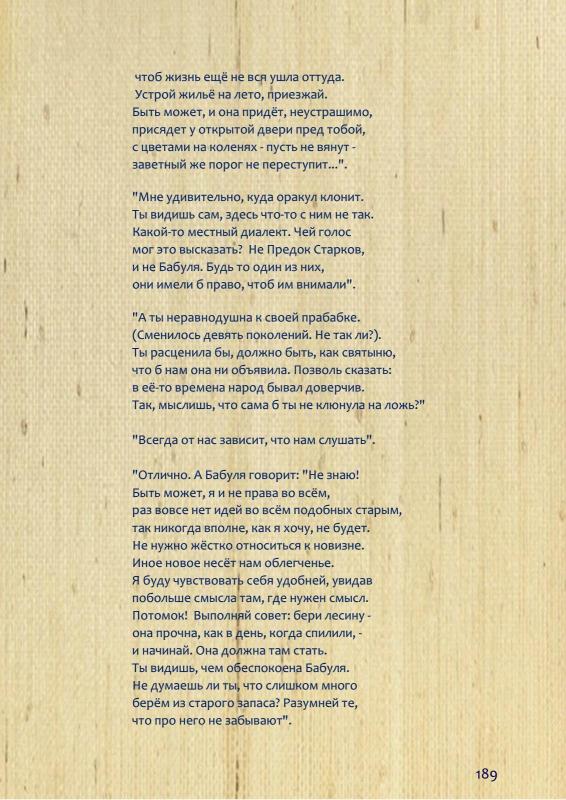 чтоб жизнь ещё не вся ушла оттуда.
Устрой жильё на лето, приезжай.
Быть может, и она придёт, неустрашимо,
присядет у открытой двери пред тобой,
с цветами на коленях - пусть не вянут -
заветный же порог не переступит...".
"Мне удивительно, куда оракул клонит.
Ты видишь сам, здесь что-то с ним не так.
Какой-то местный диалект. Чей голос
мог это высказать? Не Предок Старков,
и не Бабуля. Будь то один из них,
они имели б право, чтоб им внимали".
"А ты неравнодушна к своей прабабке.
(Сменилось девять поколений. Не так ли?).
Ты расценила бы, должно быть, как святыню,
что б нам она ни объявила. Позволь сказать:
в её-то времена народ бывал доверчив.
Так, мыслишь, что сама б ты не клюнула на ложь?"
"Всегда от нас зависит, что нам слушать".
"Отлично. А Бабуля говорит: "Не знаю!
Быть может, я и не права во всём,
раз вовсе нет идей во всём подобных старым,
так никогда вполне, как я хочу, не будет.
Не нужно жёстко относиться к новизне.
Иное новое несёт нам облегченье.
Я буду чувствовать себя удобней, увидав
побольше смысла там, где нужен смысл.
Потомок! Выполняй совет: бери лесину -
она прочна, как в день, когда спилили, -
и начинай. Она должна там стать.
Ты видишь, чем обеспокоена Бабуля.
Не думаешь ли ты, что слишком много
берём из старого запаса? Разумней те,
что про него не забывают".
189